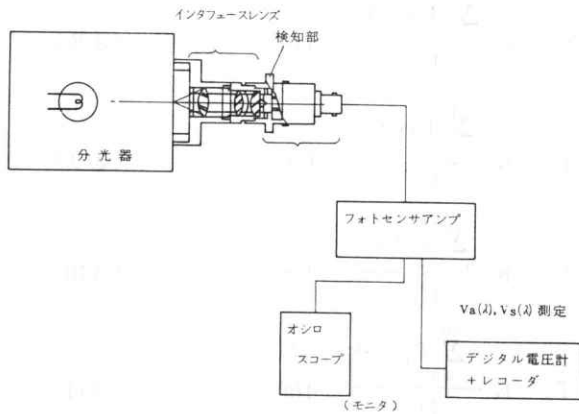 インタフェースレンズ
検知部
分光器
フォトセンサアンプ
Va(λ), Vs(λ) 測定
オシロ
スコープ
デジタル電圧計
+レコーダ
(モニタ)